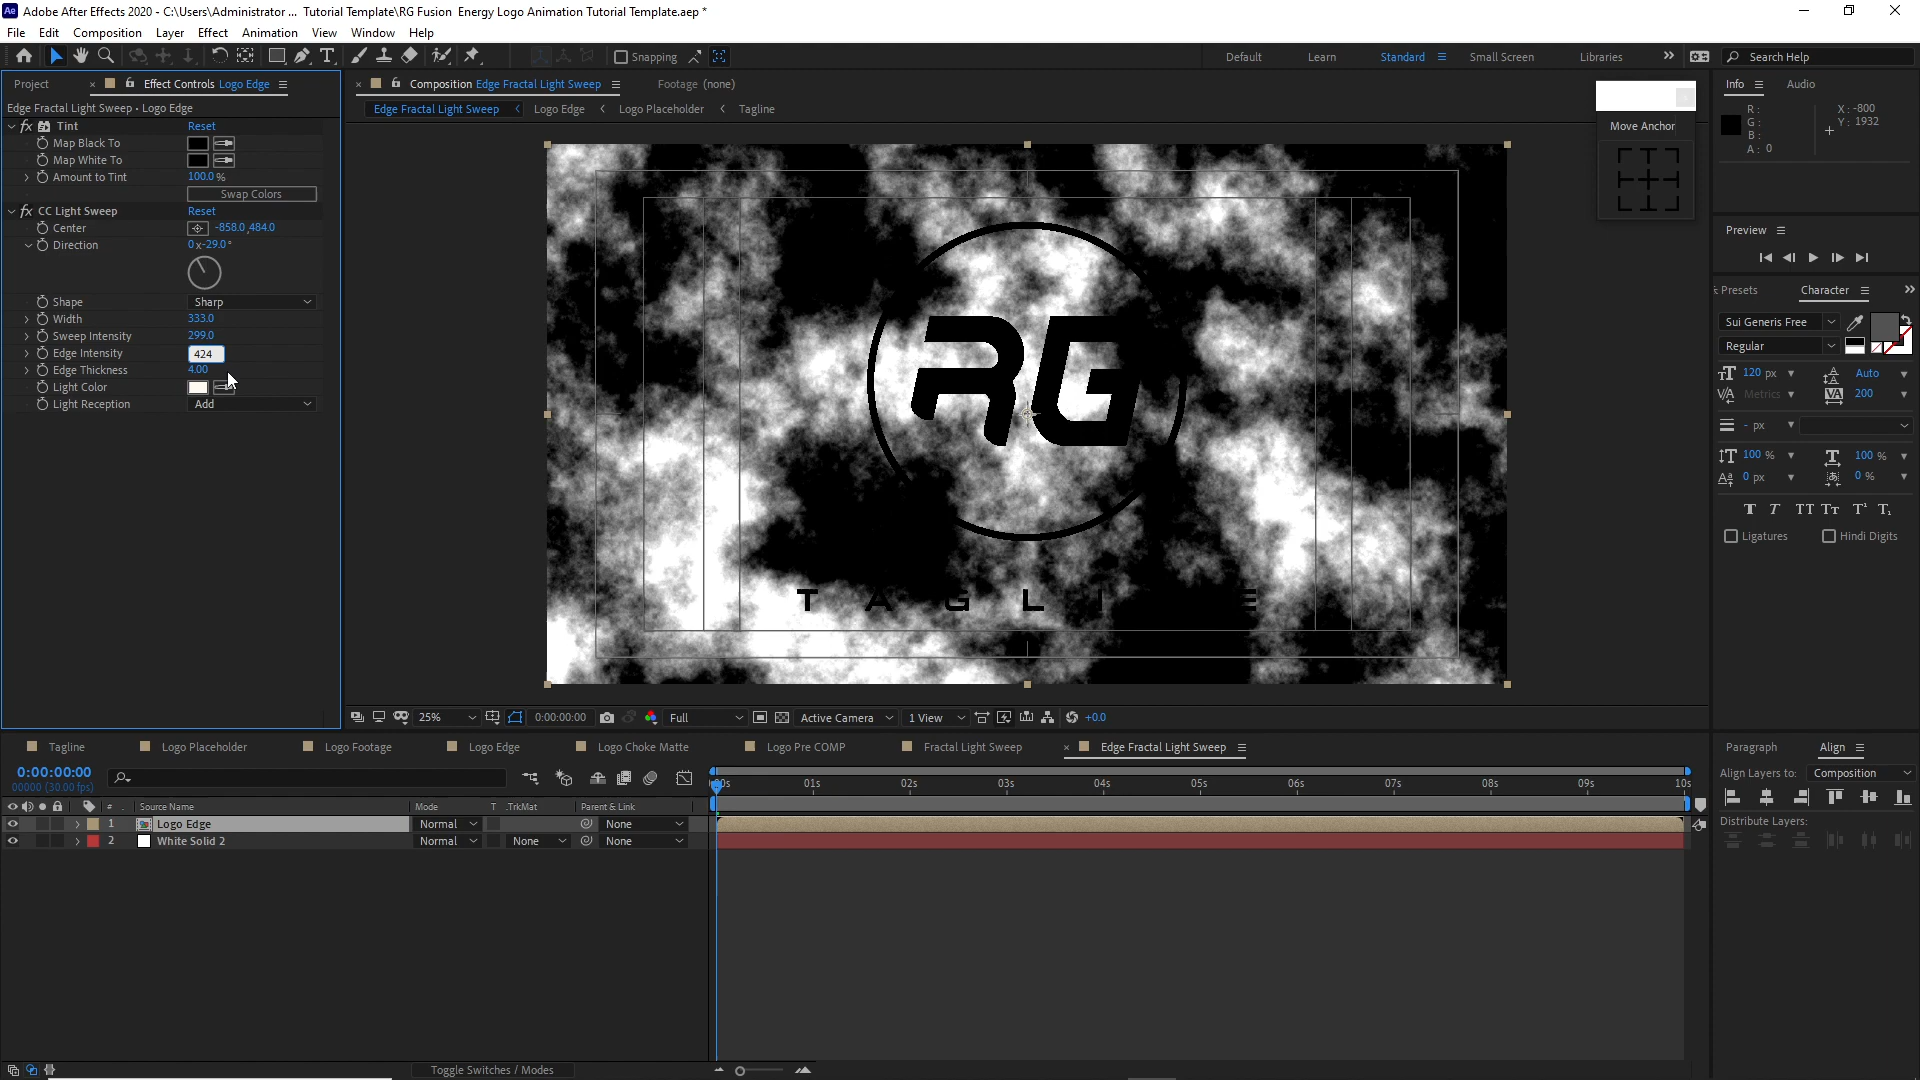 Adobe After Effects 2020 - C:\Users\Administrator ... Tutorial Template\RG Fusion Energy Logo Animation Tutorial Template.aep *
File Edit Composition Layer Effect Animation View Window Help
Snapping
Default Learn Standard Small Screen Libraries Search Help
Project Effect Controls Logo Edge
Composition Edge Fractal Light Sweep Footage (none)
Info Audio
Edge Fractal Light Sweep • Logo Edge
Edge Fractal Light Sweep Logo Edge Logo Placeholder Tagline
fx Tint Reset
Map Black To
Map White To
Amount to Tint 100.0 %
Swap Colors
fx CC Light Sweep Reset
Center -858.0 ,484.0
Direction 0 x-29.0 °
Shape Sharp
Width 333.0
Sweep Intensity 299.0
Edge Intensity 424
Edge Thickness 4.00
Light Color
Light Reception Add
RG
T A G L I E
Move Anchor
R :
G :
B :
A : 0
X : -800
Y : 1932
Preview
Presets Character
Sui Generis Free
Regular
120 px Auto
Metrics 200
- px
100 % 100 %
0 px 0 %
Ligatures Hindi Digits
25% 0:00:00:00 Full Active Camera 1 View +0.0
Tagline Logo Placeholder Logo Footage Logo Edge Logo Choke Matte Logo Pre COMP Fractal Light Sweep Edge Fractal Light Sweep
0:00:00:00
00000 (30.00 fps)
01s 02s 03s 04s 05s 06s 07s 08s 09s 10s
# Source Name Mode T .TrkMat Parent & Link
1 Logo Edge Normal None
2 White Solid 2 Normal None None
Toggle Switches / Modes
Paragraph Align
Align Layers to: Composition
Distribute Layers: